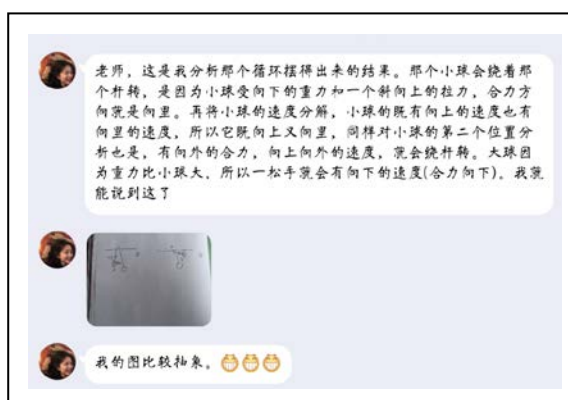 老师，这是我分析那个循环摆得出来的结果。那个小球会绕着那
个杆转，是因为小球受向下的重力和一个斜向上的拉力，合力方
向就是向里。再将小球的速度分解，小球的既有向上的速度也有
向里的速度，所以它既向上又向里，同样对小球的第二个位置分
析也是，有向外的合力，向上向外的速度，就会绕杆转。大球因
为重力比小球大，所以一松手就会有向下的速度(合力向下)。我就
能说到这了
我的图比较抽象。